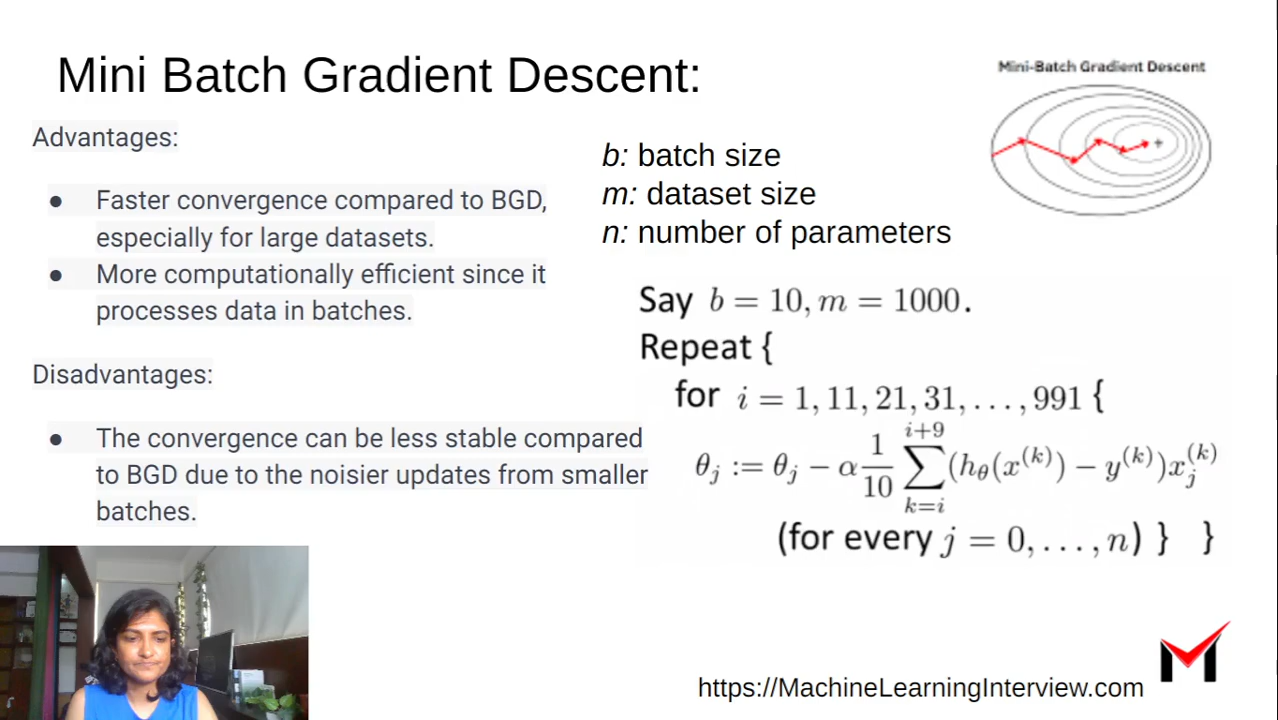 Mini Batch Gradient Descent:
Advantages:
● Faster convergence compared to BGD,
especially for large datasets.
● More computationally efficient since it
processes data in batches.
Disadvantages:
● The convergence can be less stable compared
to BGD due to the noisier updates from smaller
batches.
b: batch size
m: dataset size
n: number of parameters
Mini-Batch Gradient Descent
Say b = 10, m = 1000.
Repeat {
for i = 1, 11, 21, 31, . . . , 991 {
θ_j := θ_j − α \frac{1}{10} \sum_{k=i}^{i+9} (h_θ(x^{(k)}) − y^{(k)})x_j^{(k)}
(for every j = 0, . . . , n) } }
https://MachineLearningInterview.com